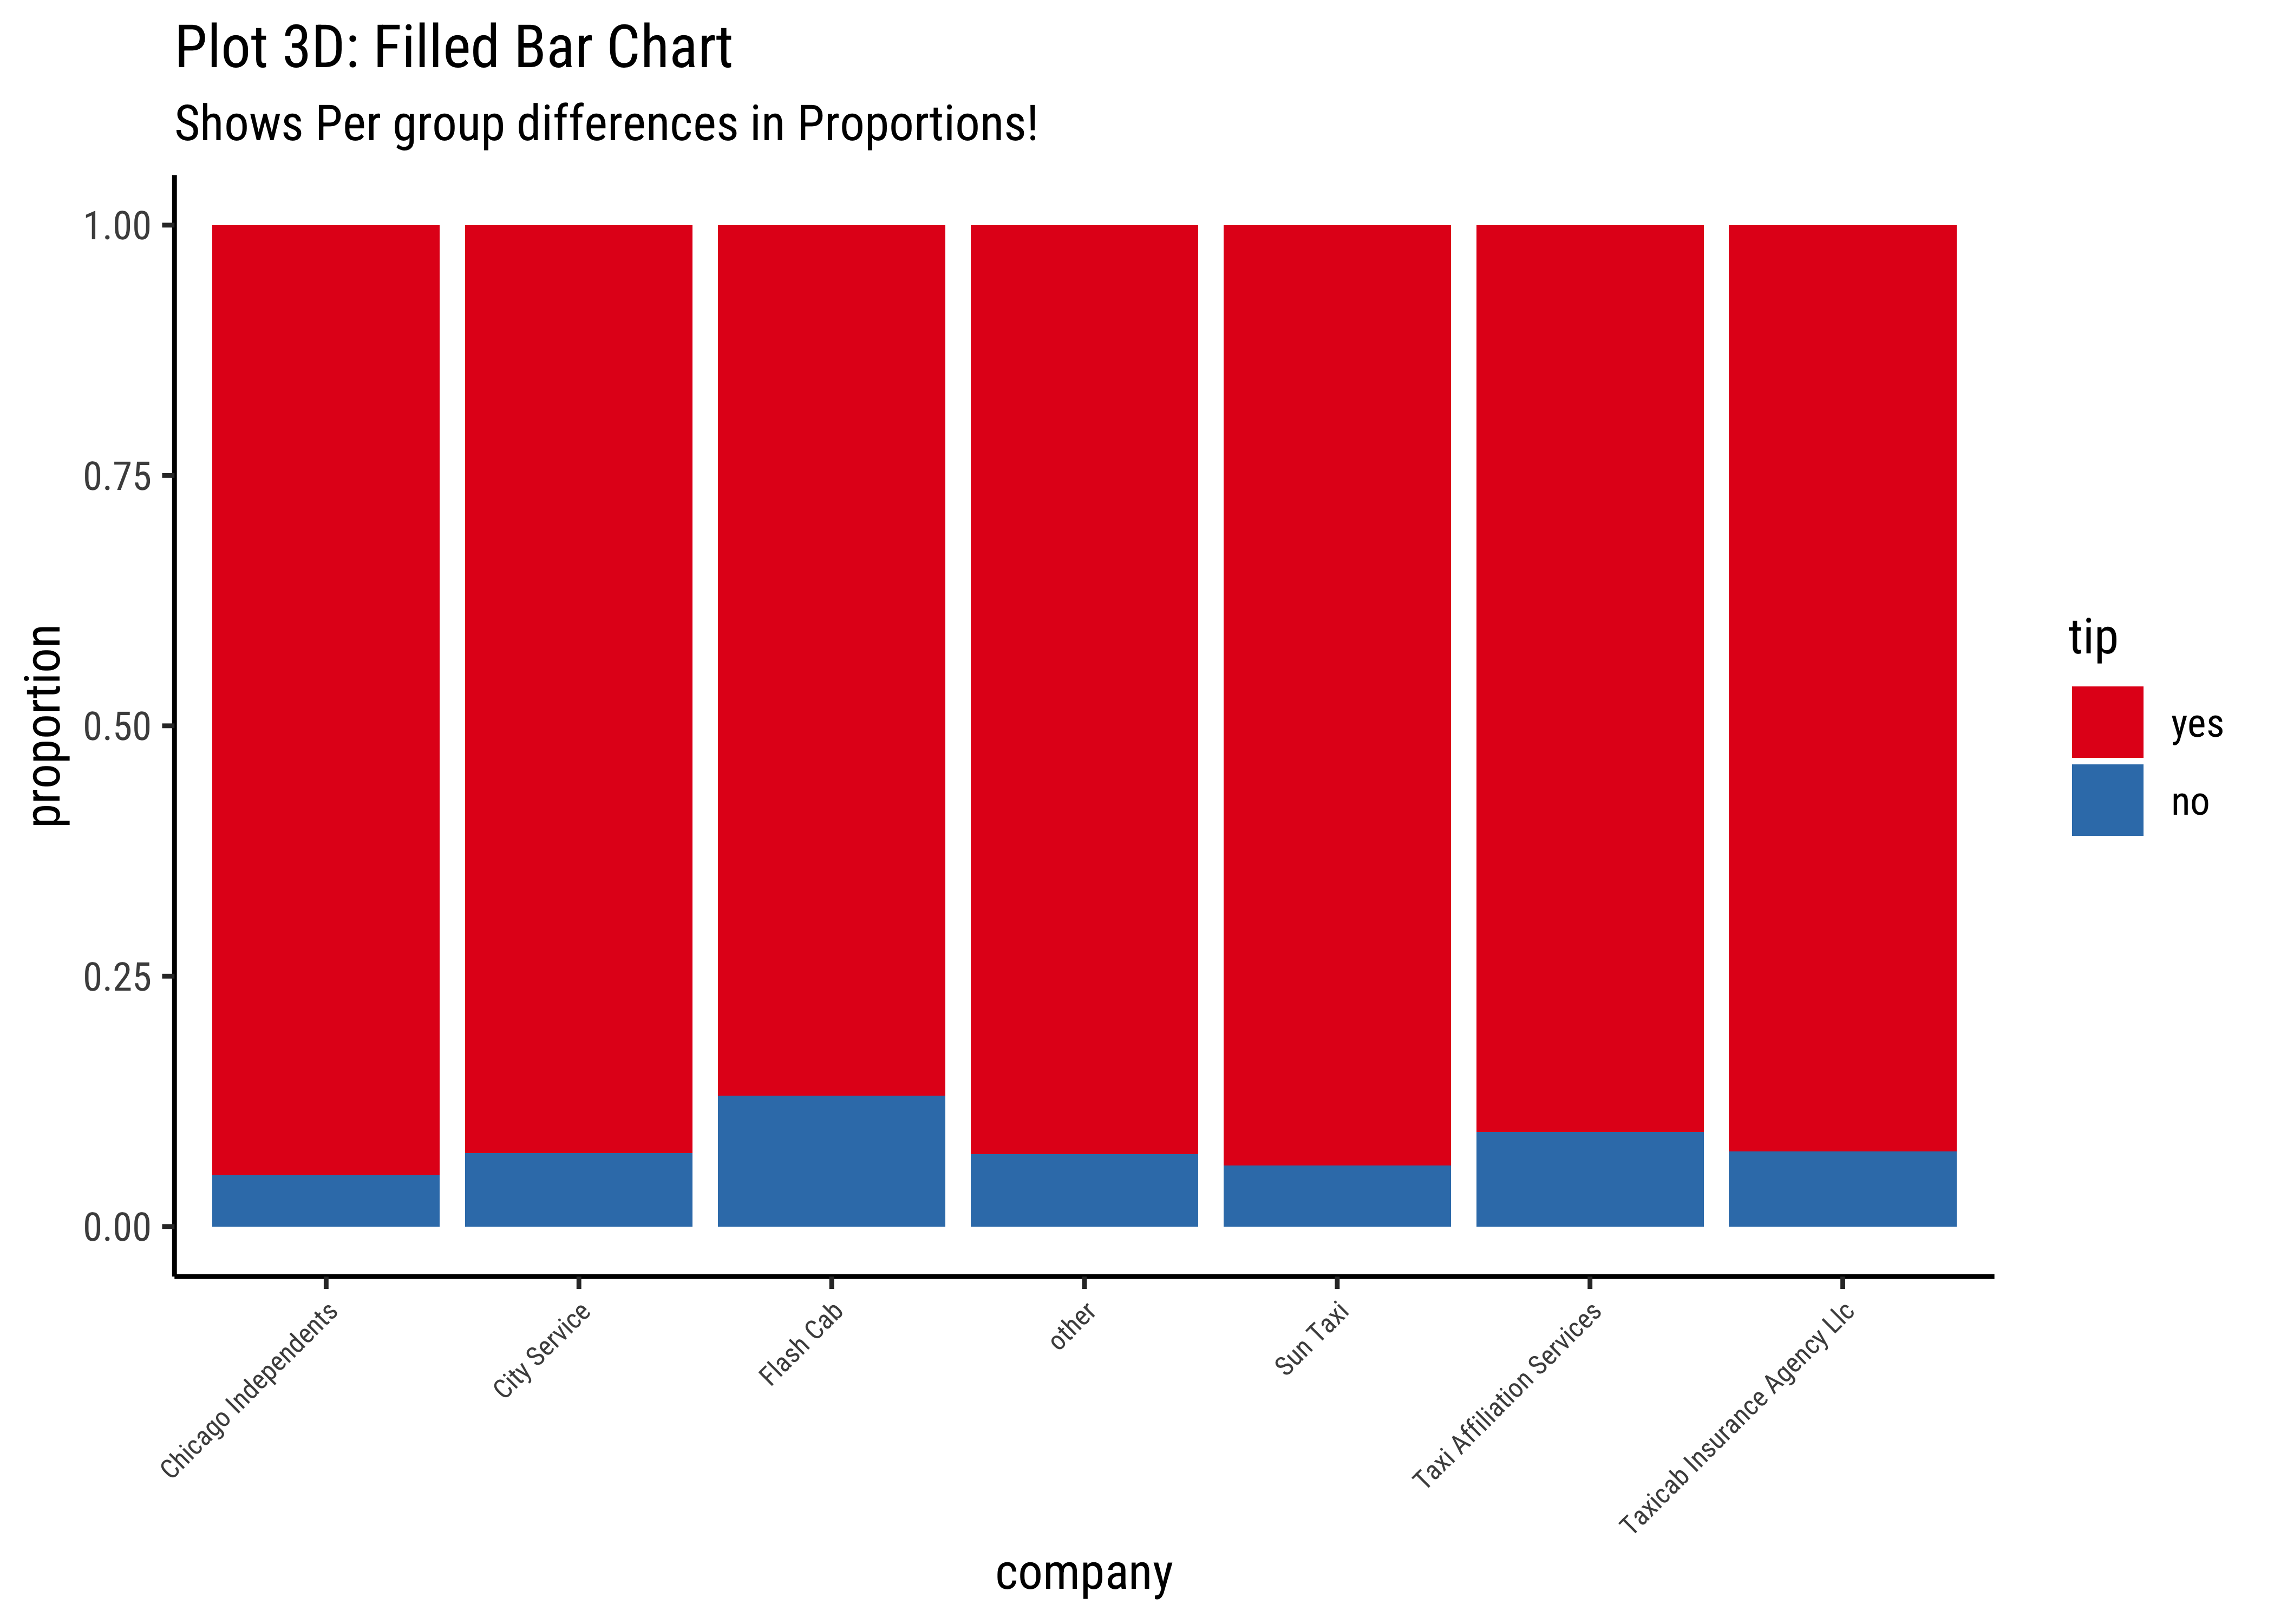 Plot 3D: Filled Bar Chart
Shows Per group differences in Proportions!
1.00
0.75
0.50
0.25
0.00
proportion
tip
yes
no
Chicago Independents
City Service
Flash Cab
other
Sun Taxi
Taxi Affiliation Services
Taxicab Insurance Agency Llc
company